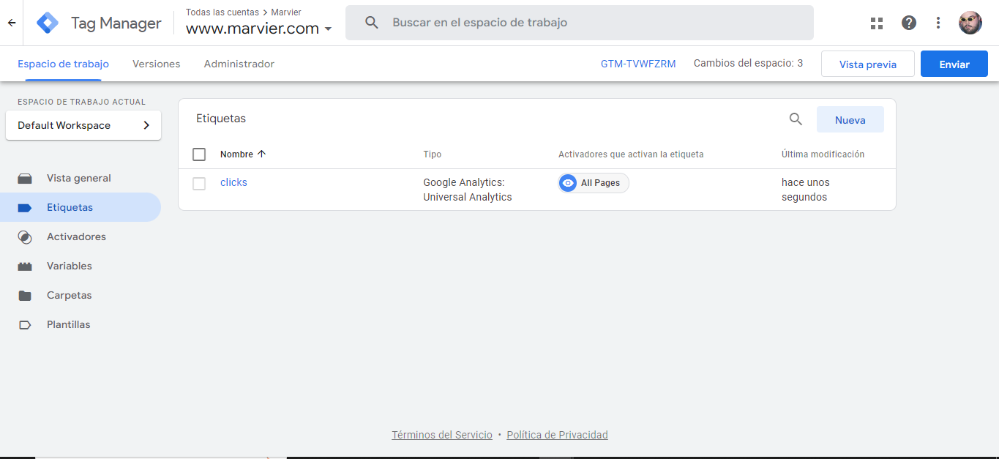 Tag Manager
Todas las cuentas > Marvier
www.marvier.com
Buscar en el espacio de trabajo
Espacio de trabajo
Versiones
Administrador
GTM-TVWFZRM
Cambios del espacio: 3
Vista previa
Enviar
ESPACIO DE TRABAJO ACTUAL
Default Workspace
Vista general
Etiquetas
Activadores
Variables
Carpetas
Plantillas
Etiquetas
Nueva
Nombre
Tipo
Activadores que activan la etiqueta
Última modificación
clicks
Google Analytics:
Universal Analytics
All Pages
hace unos
segundos
Términos del Servicio • Política de Privacidad